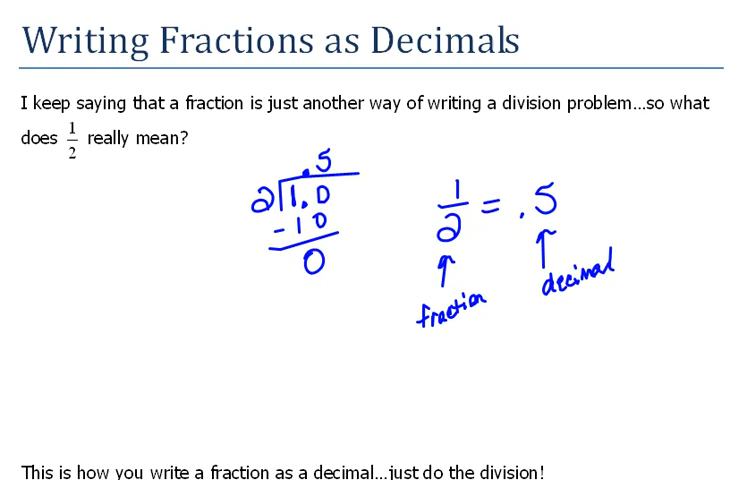 Writing Fractions as Decimals
I keep saying that a fraction is just another way of writing a division problem...so what
does 1/2 really mean?
.5
2 1.0
-10
0
1/2 = .5
fraction
decimal
This is how you write a fraction as a decimal...just do the division!